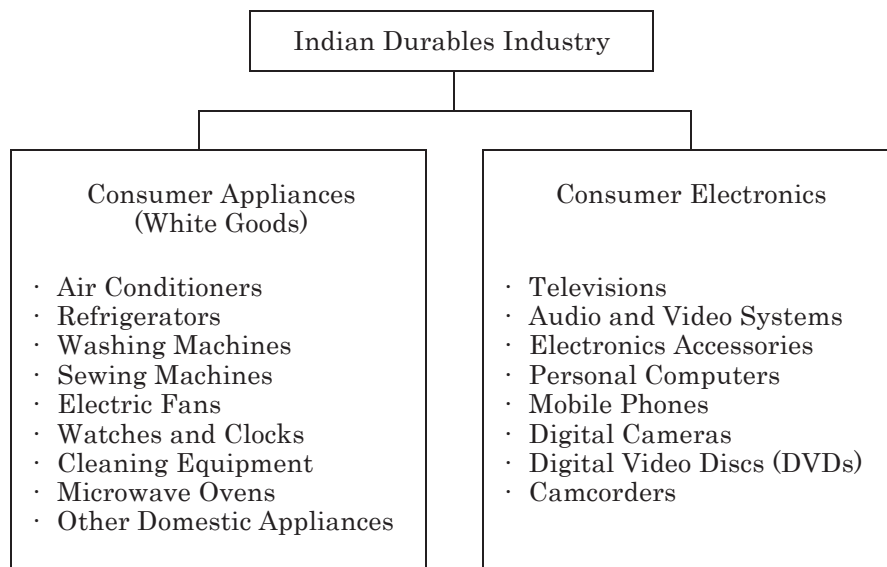 Indian Durables Industry
Consumer Appliances
(White Goods)
· Air Conditioners
· Refrigerators
· Washing Machines
· Sewing Machines
· Electric Fans
· Watches and Clocks
· Cleaning Equipment
· Microwave Ovens
· Other Domestic Appliances
Consumer Electronics
· Televisions
· Audio and Video Systems
· Electronics Accessories
· Personal Computers
· Mobile Phones
· Digital Cameras
· Digital Video Discs (DVDs)
· Camcorders